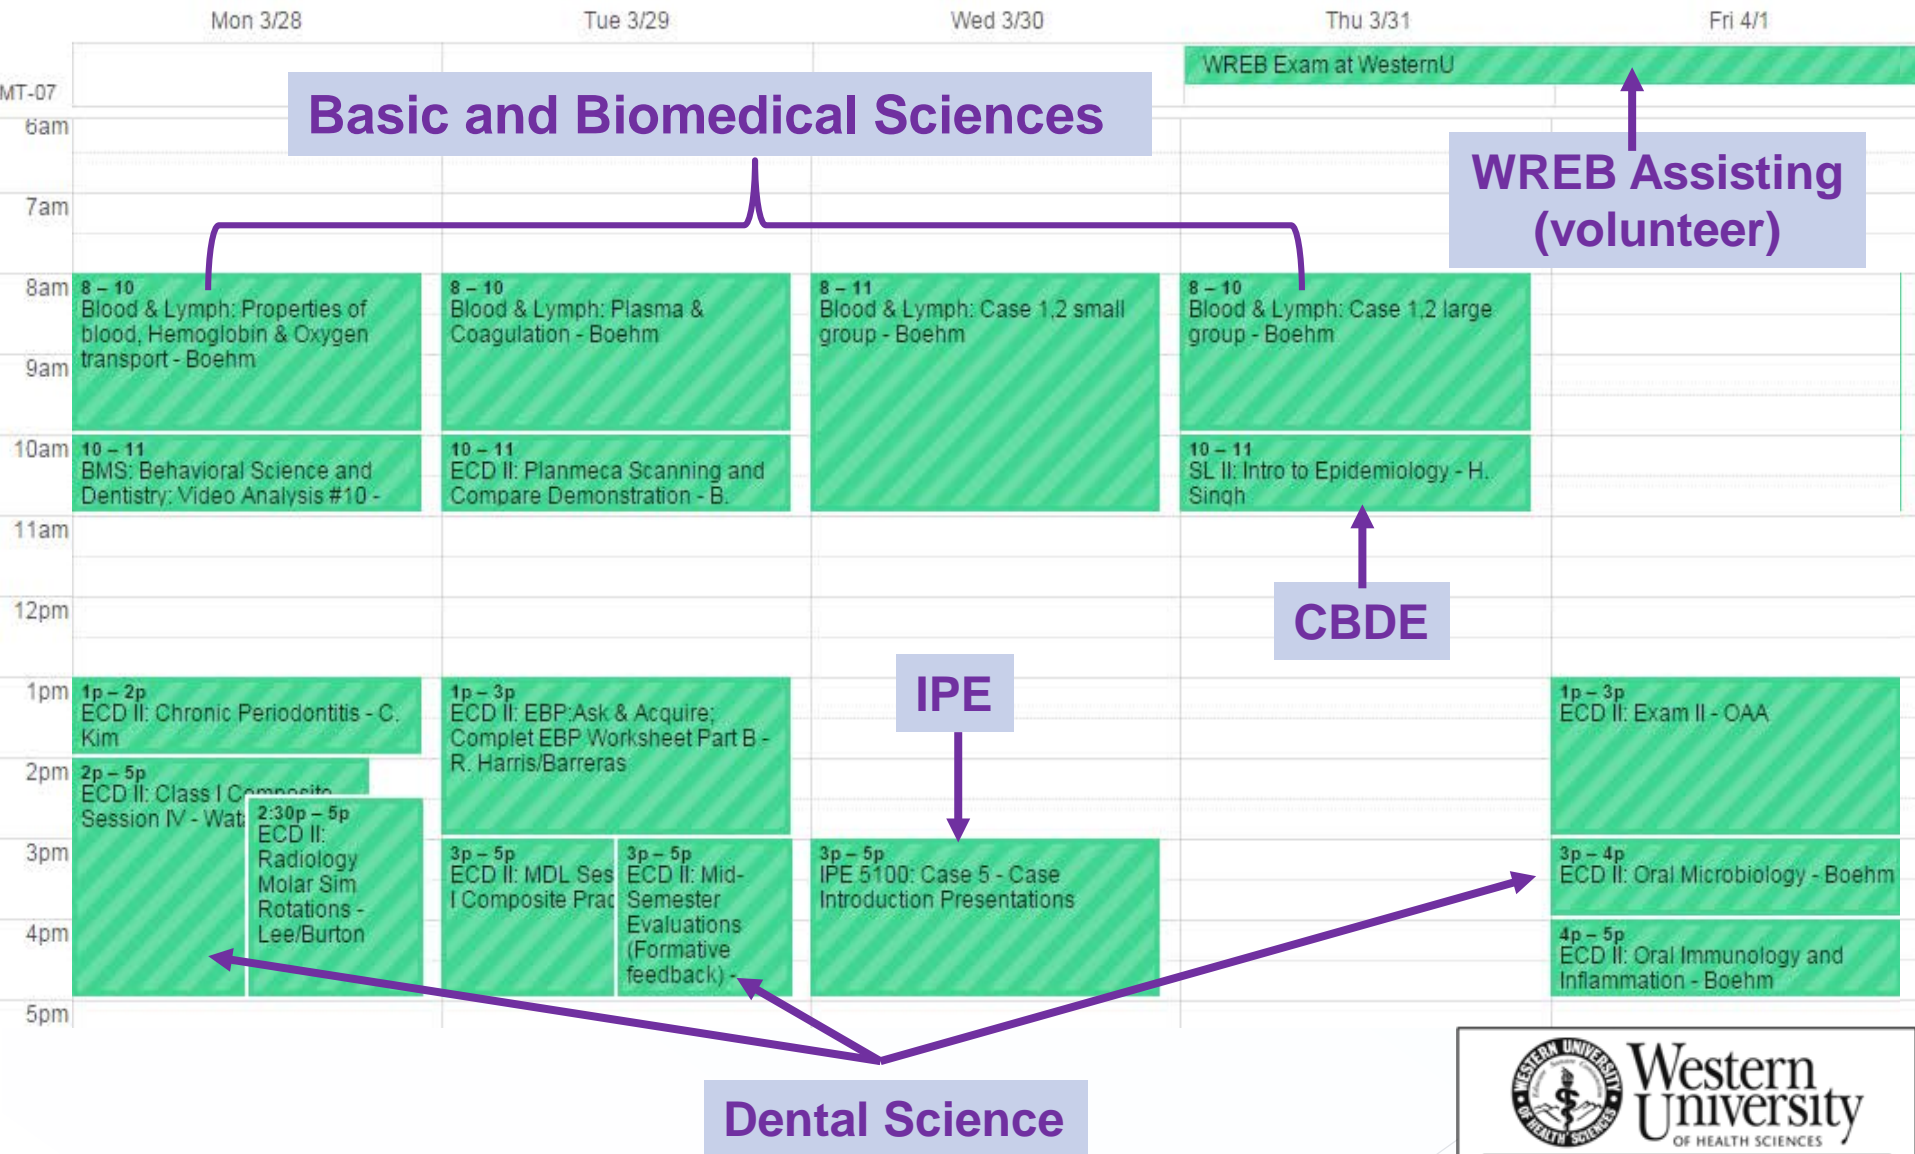 Mon 3/28
Tue 3/29
Wed 3/30
Thu 3/31
Fri 4/1
MT-07
WREB Exam at WesternU
Basic and Biomedical Sciences
WREB Assisting
(volunteer)
6am
7am
8am
9am
10am
11am
12pm
1pm
2pm
3pm
4pm
5pm
8 – 10
Blood & Lymph: Properties of
blood, Hemoglobin & Oxygen
transport - Boehm
10 – 11
BMS: Behavioral Science and
Dentistry: Video Analysis #10 -
8 – 10
Blood & Lymph: Plasma &
Coagulation - Boehm
10 – 11
ECD II: Planmeca Scanning and
Compare Demonstration - B.
8 – 11
Blood & Lymph: Case 1,2 small
group - Boehm
8 – 10
Blood & Lymph: Case 1,2 large
group - Boehm
10 – 11
SL II: Intro to Epidemiology - H.
Singh
CBDE
IPE
1p – 2p
ECD II: Chronic Periodontitis - C.
Kim
2p – 5p
ECD II: Class I Composite
Session IV - Wata
2:30p – 5p
ECD II:
Radiology
Molar Sim
Rotations -
Lee/Burton
1p – 3p
ECD II: EBP:Ask & Acquire;
Complet EBP Worksheet Part B -
R. Harris/Barreras
3p – 5p
ECD II: MDL Ses
I Composite Prac
3p – 5p
ECD II: Mid-
Semester
Evaluations
(Formative
feedback) -
3p – 5p
IPE 5100: Case 5 - Case
Introduction Presentations
1p – 3p
ECD II: Exam II - OAA
3p – 4p
ECD II: Oral Microbiology - Boehm
4p – 5p
ECD II: Oral Immunology and
Inflammation - Boehm
Dental Science
WESTERN UNIVERSITY
OF HEALTH SCIENCES
Western
University
OF HEALTH SCIENCES